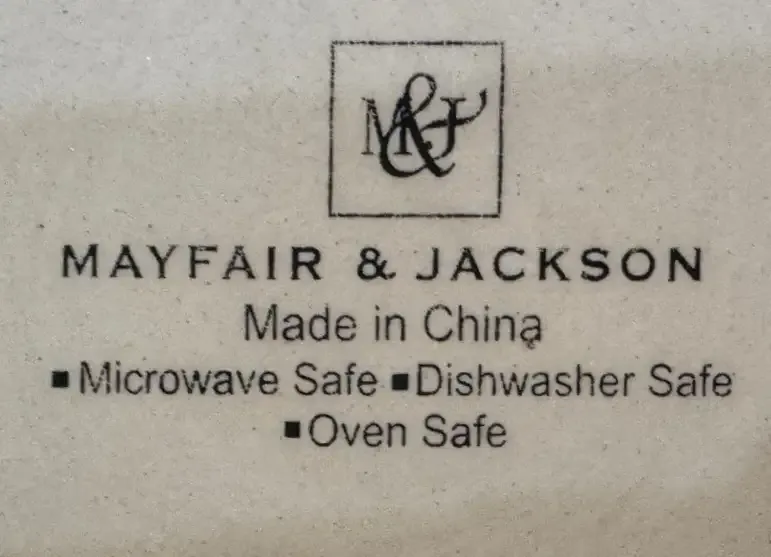 M&J
MAYFAIR & JACKSON
Made in China
▪Microwave Safe ▪Dishwasher Safe
▪Oven Safe